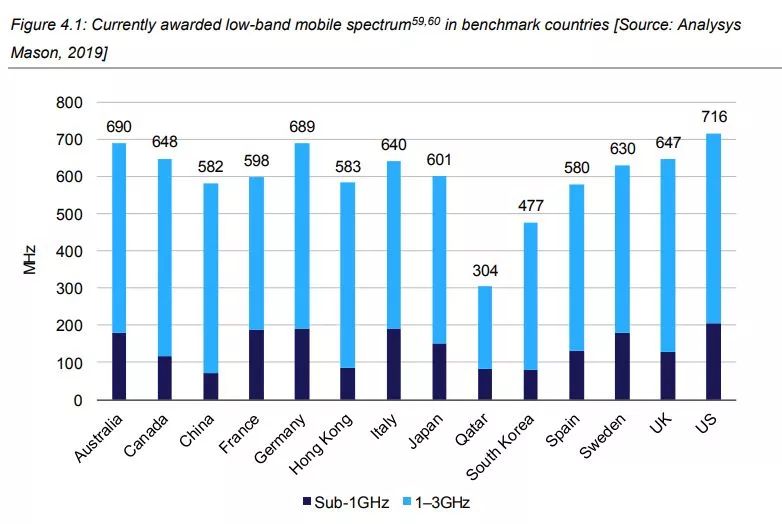 Figure 4.1: Currently awarded low-band mobile spectrum59,60 in benchmark countries [Source: Analysys
Mason, 2019]
800
700
600
500
400
300
200
100
0
MHz
690
648
582
598
689
583
640
601
304
477
580
630
647
716
Australia
Canada
China
France
Germany
Hong Kong
Italy
Japan
Qatar
South Korea
Spain
Sweden
UK
US
Sub-1GHz 1–3GHz